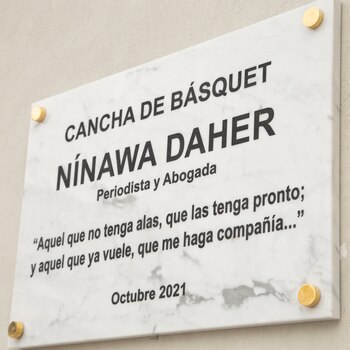 CANCHA DE BÁSQUET
NÍNAWA DAHER
Periodista y Abogada
“Aquel que no tenga alas, que las tenga pronto;
y aquel que ya vuele, que me haga compañía...”
Octubre 2021